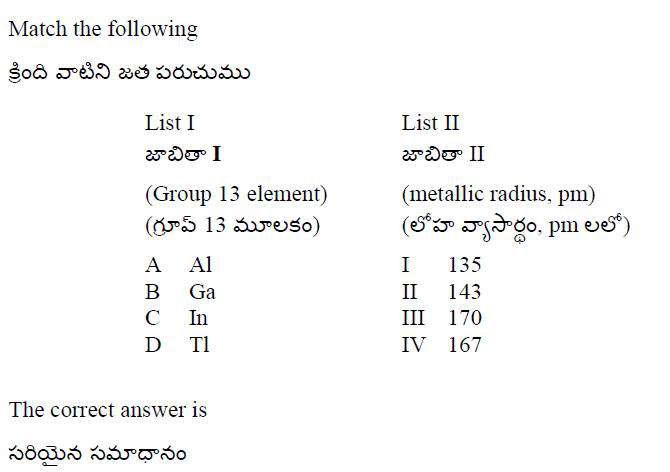 Match the following
క్రింది వాటిని జత పరుచుము
List I List II
జాబితా I జాబితా II
(Group 13 element) (metallic radius, pm)
(గ్రూప్ 13 మూలకం) (లోహ వ్యాసార్థం, pm లలో)
A Al I 135
B Ga II 143
C In III 170
D Tl IV 167
The correct answer is
సరియైన సమాధానం